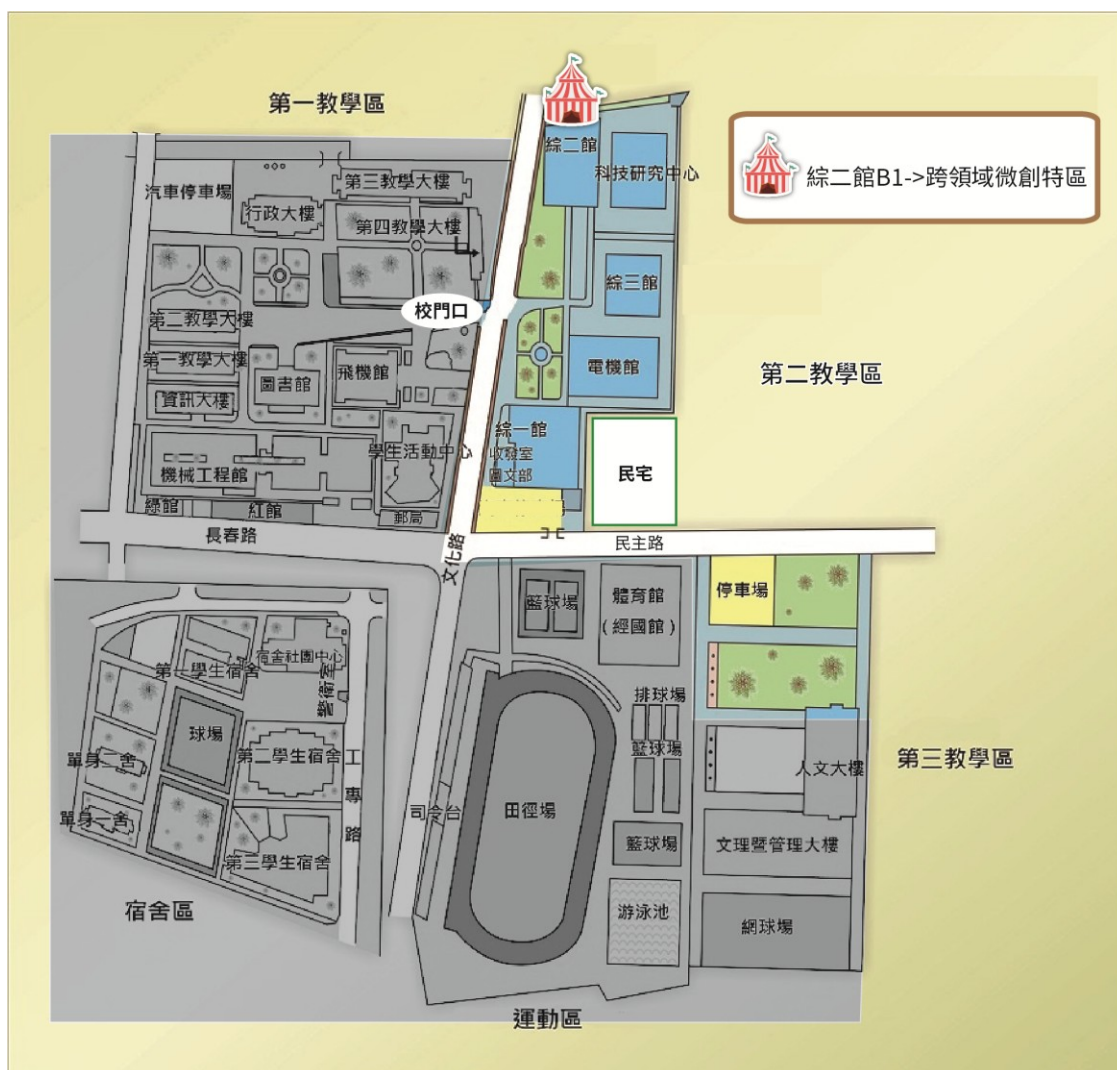 第一教學區
綜二館
科技研究中心
綜二館B1->跨領域微創特區
汽車停車場
第三教學大樓
行政大樓
第四教學大樓
綜三館
校門口
第二教學大樓
第一教學大樓
圖書館
飛機館
電機館
第二教學區
資訊大樓
綜一館
學生活動中心
收發室
圖文部
機械工程館
民宅
綠館
紅館
郵局
長春路
文化路
民主路
籃球場
體育館
(經國館)
停車場
宿舍社團中心
第一學生宿舍
警衛室
排球場
球場
籃球場
單身二舍
第二學生宿舍
工專路
人文大樓
第三教學區
單身一舍
司令台
田徑場
籃球場
文理暨管理大樓
第三學生宿舍
宿舍區
游泳池
網球場
運動區